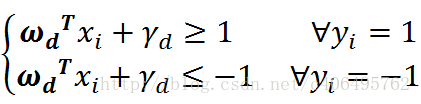 ω_d^T x_i + γ_d ≥ 1 ∀y_i = 1
ω_d^T x_i + γ_d ≤ −1 ∀y_i = −1